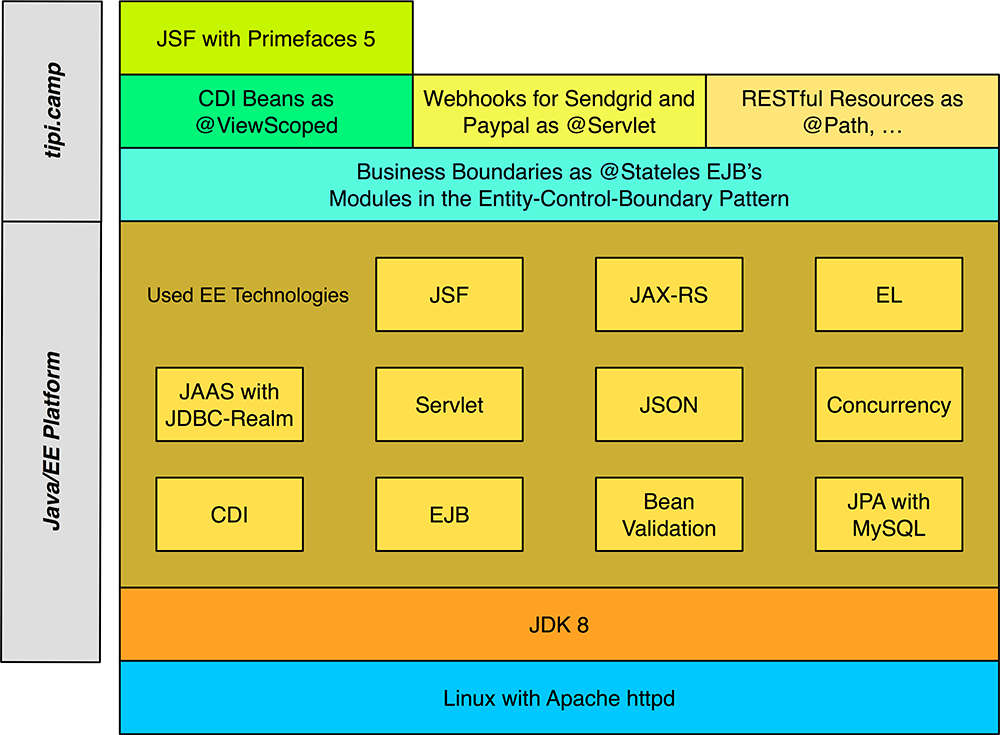 tipi.camp
JSF with Primefaces 5
CDI Beans as
@ViewScoped
Webhooks for Sendgrid and
Paypal as @Servlet
RESTful Resources as
@Path, …
Business Boundaries as @Stateles EJB’s
Modules in the Entity-Control-Boundary Pattern
Java/EE Platform
Used EE Technologies
JSF
JAX-RS
EL
JAAS with
JDBC-Realm
Servlet
JSON
Concurrency
CDI
EJB
Bean
Validation
JPA with
MySQL
JDK 8
Linux with Apache httpd